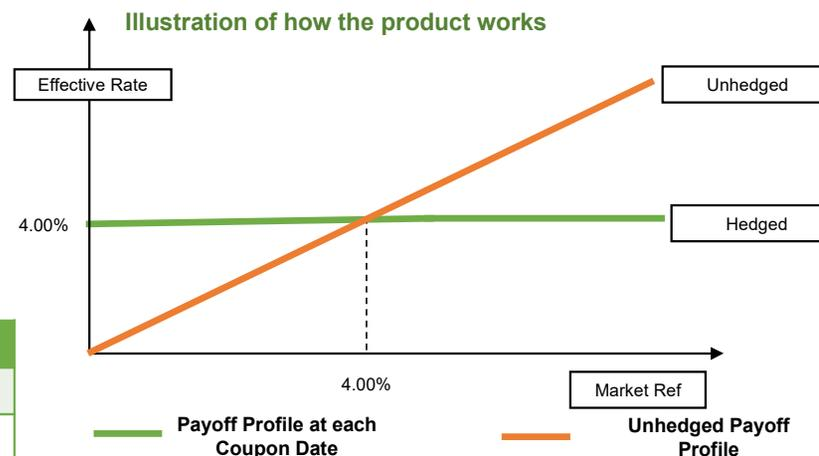 Illustration of how the product works
Effective Rate
Unhedged
4.00%
Hedged
4.00%
Market Ref
Payoff Profile at each
Coupon Date
Unhedged Payoff
Profile